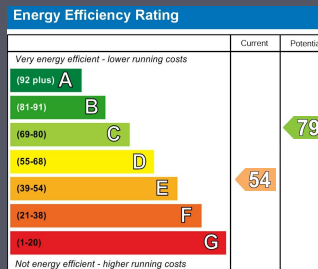 Energy Efficiency Rating
Current Potentia
Very energy efficient - lower running costs
(92 plus) A
(81-91) B
(69-80) C
79
(55-68) D
(39-54) E
54
(21-38) F
(1-20) G
Not energy efficient - higher running costs